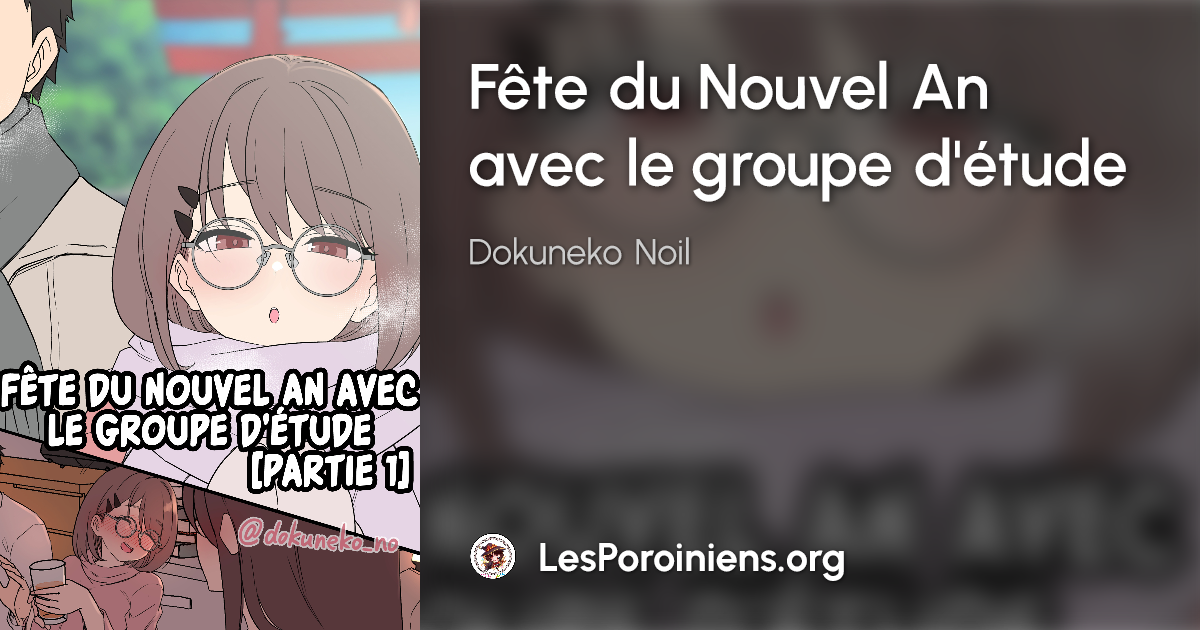 FÊTE DU NOUVEL AN AVEC
LE GROUPE D'ÉTUDE
[PARTIE 1]
@dokuneko_no
Fête du Nouvel An
avec le groupe d'étude
Dokuneko Noil
LesPoroiniens.org